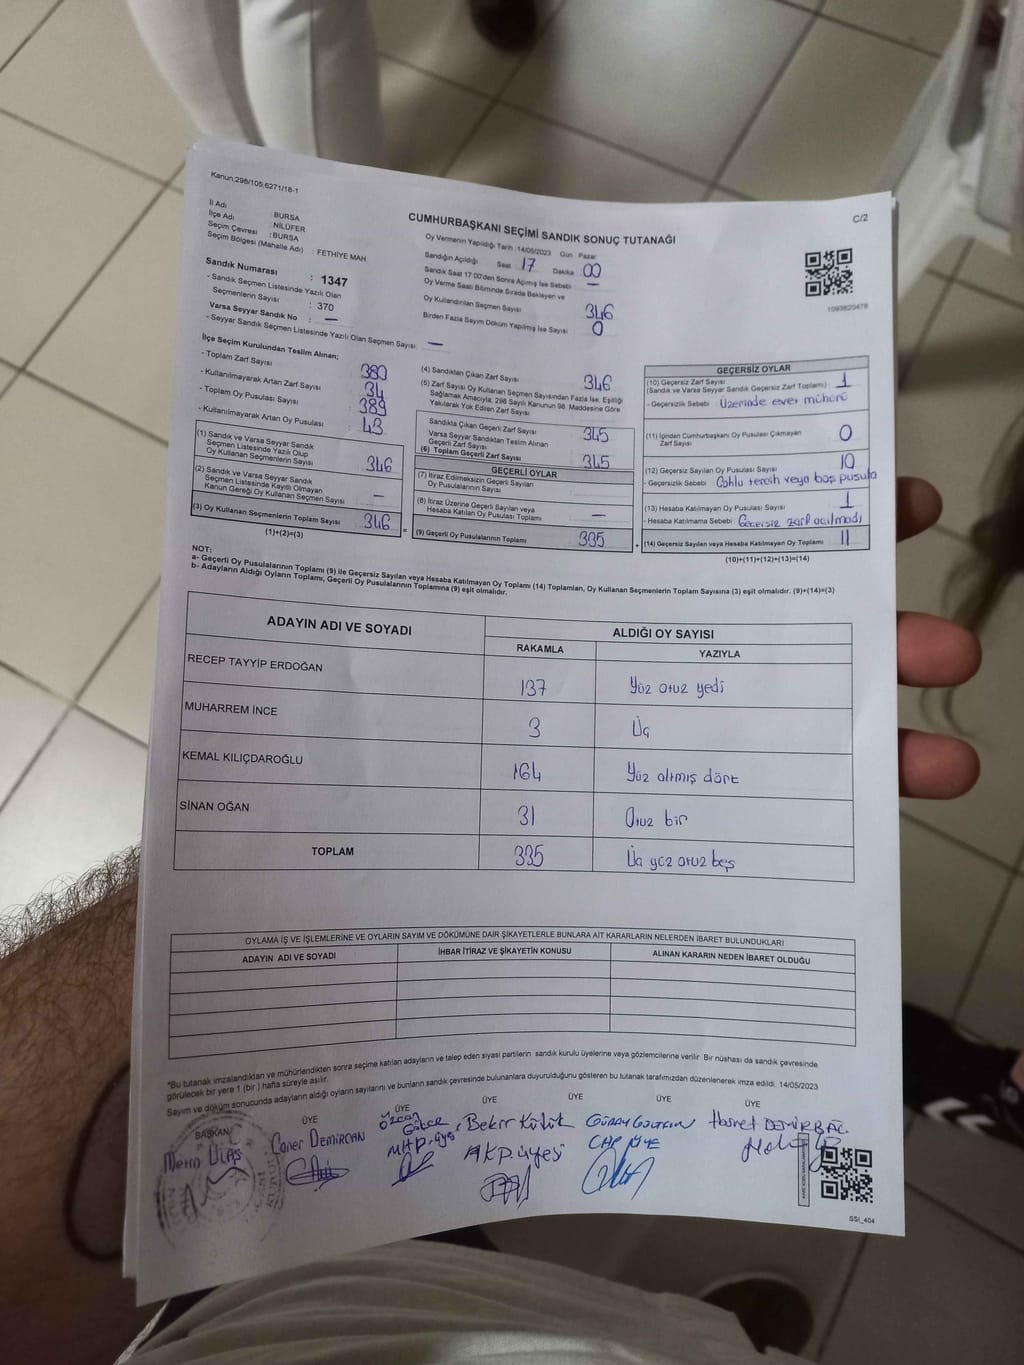 Kanun;298/105;6271/18-1
C/2
İl Adı : BURSA
İlçe Adı : NİLÜFER
Seçim Çevresi : BURSA
Seçim Bölgesi (Mahalle Adı) : FETHİYE MAH
Sandık Numarası : 1347
- Sandık Seçmen Listesinde Yazılı Olan
Seçmenlerin Sayısı : 370
Varsa Seyyar Sandık No : —
- Seyyar Sandık Seçmen Listesinde Yazılı Olan Seçmen Sayısı : —
CUMHURBAŞKANI SEÇİMİ SANDIK SONUÇ TUTANAĞI
Oy Vermenin Yapıldığı Tarih :14/05/2023 Gün Pazar
Sandığın Açıldığı Saat 17 Dakika 00
Sandık Saat 17:00'den Sonra Açılmış İse Sebebi —
Oy Verme Saati Bitiminde Sırada Bekleyen ve
Oy Kullandırılan Seçmen Sayısı 346
Birden Fazla Sayım Döküm Yapılmış İse Sayısı 0
1093820478
İlçe Seçim Kurulundan Teslim Alınan;
- Toplam Zarf Sayısı 380
- Kullanılmayarak Artan Zarf Sayısı 34
- Toplam Oy Pusulası Sayısı 389
- Kullanılmayarak Artan Oy Pusulası : 43
(1) Sandık ve Varsa Seyyar Sandık
Seçmen Listesinde Yazılı Olup
Oy Kullanan Seçmenlerin Sayısı 346
(2) Sandık ve Varsa Seyyar Sandık
Seçmen Listesinde Kayıtlı Olmayan
Kanun Gereği Oy Kullanan Seçmen Sayısı —
(3) Oy Kullanan Seçmenlerin Toplam Sayısı 346
(1)+(2)=(3)
(4) Sandıktan Çıkan Zarf Sayısı 346
(5) Zarf Sayısı Oy Kullanan Seçmen Sayısından Fazla İse, Eşitliği
Sağlamak Amacıyla, 298 Sayılı Kanunun 98. Maddesine Göre
Yakılarak Yok Edilen Zarf Sayısı
Sandıkta Çıkan Geçerli Zarf Sayısı 345
Varsa Seyyar Sandıktan Teslim Alınan
Geçerli Zarf Sayısı
(6) Toplam Geçerli Zarf Sayısı 345
GEÇERLİ OYLAR
(7) İtiraz Edilmeksizin Geçerli Sayılan
Oy Pusulalarının Sayısı
(8) İtiraz Üzerine Geçerli Sayılan veya
Hesaba Katılan Oy Pusulası Toplamı —
(9) Geçerli Oy Pusulalarının Toplamı 335
GEÇERSİZ OYLAR
(10) Geçersiz Zarf Sayısı
(Sandık ve Varsa Seyyar Sandık Geçersiz Zarf Toplamı) : 1
- Geçersizlik Sebebi Üzerinde evet mührü
(11) İçinden Cumhurbaşkanı Oy Pusulası Çıkmayan
Zarf Sayısı 0
(12) Geçersiz Sayılan Oy Pusulası Sayısı 10
- Geçersizlik Sebebi Çoklu tercih veya boş pusula
(13) Hesaba Katılmayan Oy Pusulası Sayısı 1
- Hesaba Katılmama Sebebi Geçersiz zarf açılmadı
(14) Geçersiz Sayılan veya Hesaba Katılmayan Oy Toplamı 11
(10)+(11)+(12)+(13)=(14)
NOT;
a- Geçerli Oy Pusulalarının Toplamı (9) ile Geçersiz Sayılan veya Hesaba Katılmayan Oy Toplamı (14) Toplamları, Oy Kullanan Seçmenlerin Toplam Sayısına (3) eşit olmalıdır. (9)+(14)=(3)
b- Adayların Aldığı Oyların Toplamı, Geçerli Oy Pusulalarının Toplamına (9) eşit olmalıdır.
ADAYIN ADI VE SOYADI ALDIĞI OY SAYISI
RAKAMLA YAZIYLA
RECEP TAYYİP ERDOĞAN 137 Yüz otuz yedi
MUHARREM İNCE 3 Üç
KEMAL KILIÇDAROĞLU 164 Yüz altmış dört
SİNAN OĞAN 31 Otuz bir
TOPLAM 335 Üç yüz otuz beş
OYLAMA İŞ VE İŞLEMLERİNE VE OYLARIN SAYIM VE DÖKÜMÜNE DAİR ŞİKAYETLERLE BUNLARA AİT KARARLARIN NELERDEN İBARET BULUNDUKLARI
ADAYIN ADI VE SOYADI İHBAR İTİRAZ VE ŞİKAYETİN KONUSU ALINAN KARARIN NEDEN İBARET OLDUĞU
*Bu tutanak imzalandıktan ve mühürlendikten sonra seçime katılan adayların ve talep eden siyasi partilerin sandık kurulu üyelerine veya gözlemcilerine verilir Bir nüshası da sandık çevresinde
görülecek bir yere 1 (bir ) hafta süreyle asılır.
Sayım ve döküm sonucunda adayların aldığı oyların sayılarını ve bunların sandık çevresinde bulunanlara duyurulduğunu gösteren bu tutanak tarafımızdan düzenlenerek imza edildi. 14/05/2023
BAŞKAN ÜYE ÜYE ÜYE ÜYE ÜYE ÜYE
Caner DEMİRCAN
Özcan
MHP. üye
Bekir
AKP. üyesi
CHP ÜYE
DEMİRBAĞ
SSİ_404